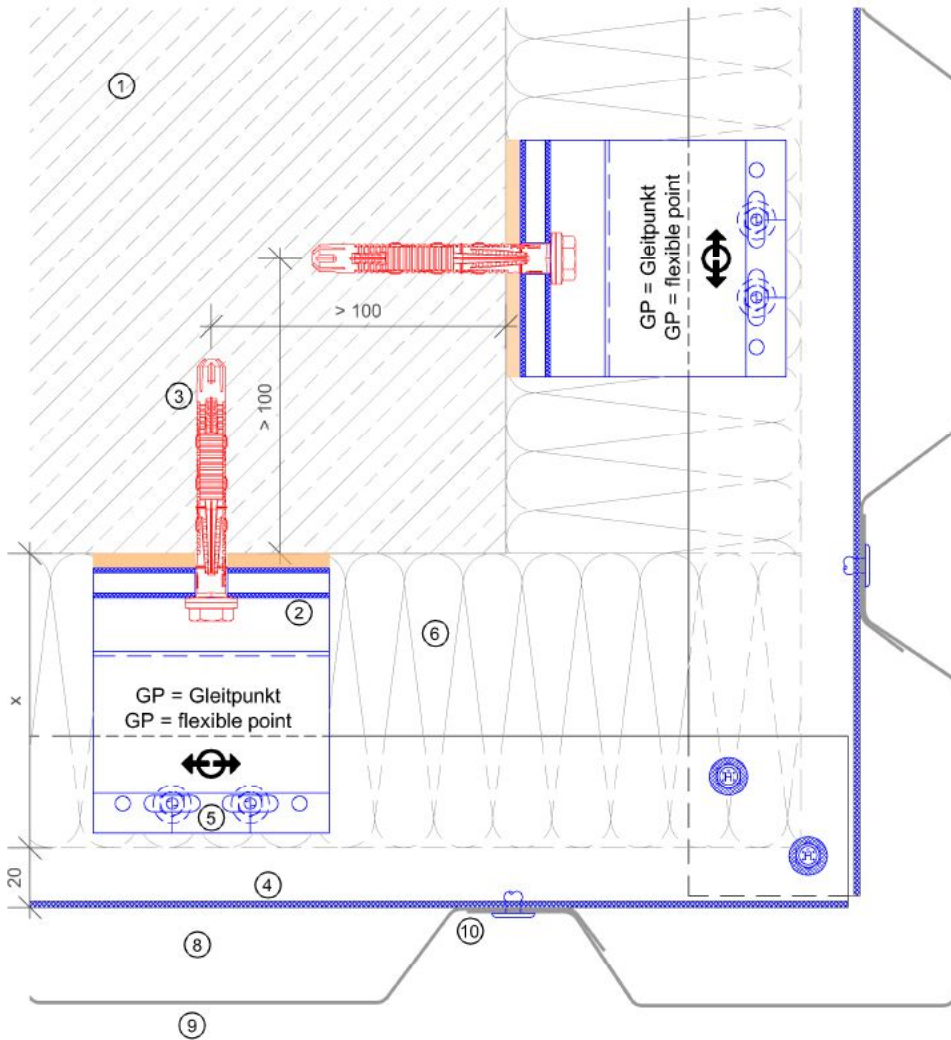 1
GP = Gleitpunkt
GP = flexible point
> 100
> 100
3
2
6
x
GP = Gleitpunkt
GP = flexible point
5
20
4
8
10
9